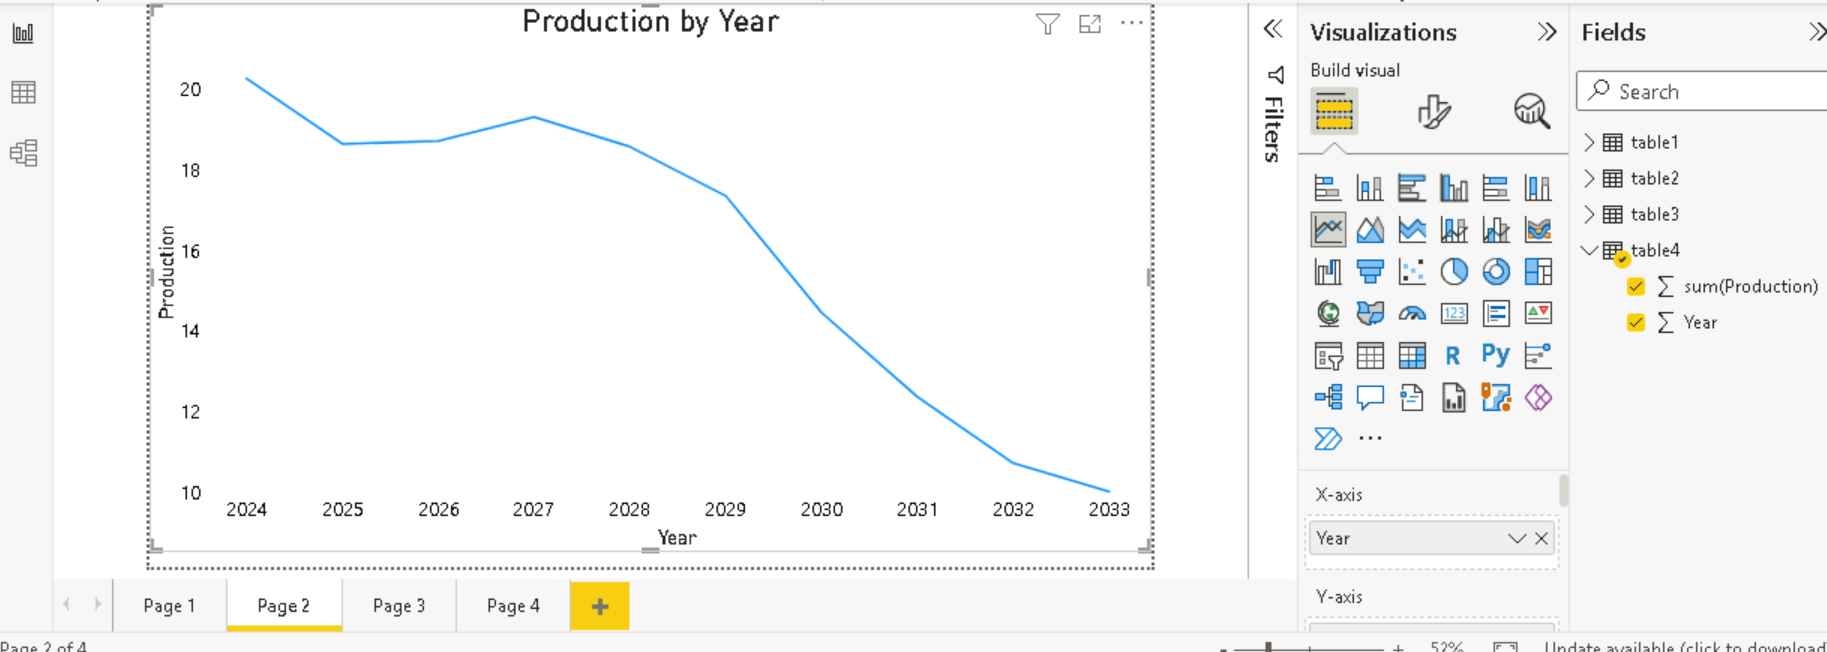 Production by Year
20
18
16
14
12
10
Production
2024 2025 2026 2027 2028 2029 2030 2031 2032 2033
Year
Page 1 Page 2 Page 3 Page 4 +
Page 2 of 4
Filters
Visualizations
Build visual
123
R Py
...
X-axis
Year
Y-axis
Fields
Search
table1
table2
table3
table4
sum(Production)
Year
- + 52% Update available (click to download)